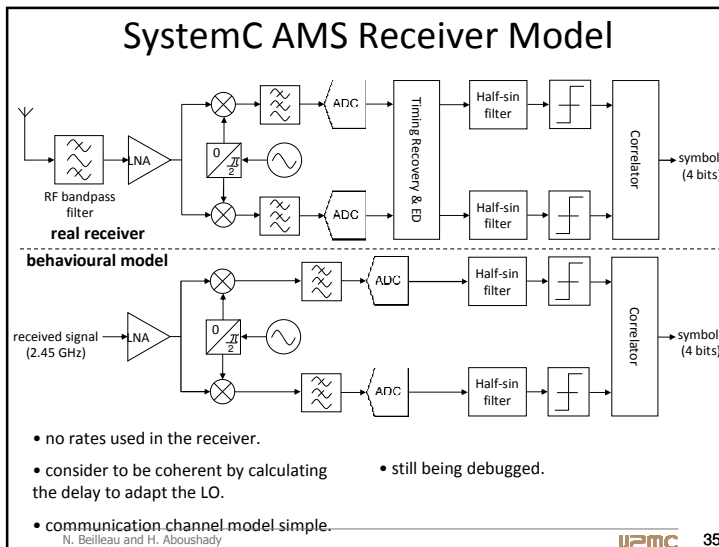 SystemC AMS Receiver Model
RF bandpass
filter
LNA
0
π
2
ADC
ADC
Timing Recovery & ED
Half-sin
filter
Half-sin
filter
Correlator
symbol
(4 bits)
real receiver
behavioural model
received signal
(2.45 GHz)
LNA
0
π
2
ADC
ADC
Half-sin
filter
Half-sin
filter
Correlator
symbol
(4 bits)
• no rates used in the receiver.
• consider to be coherent by calculating
the delay to adapt the LO.
• communication channel model simple.
• still being debugged.
N. Beilleau and H. Aboushady
UPMC
35